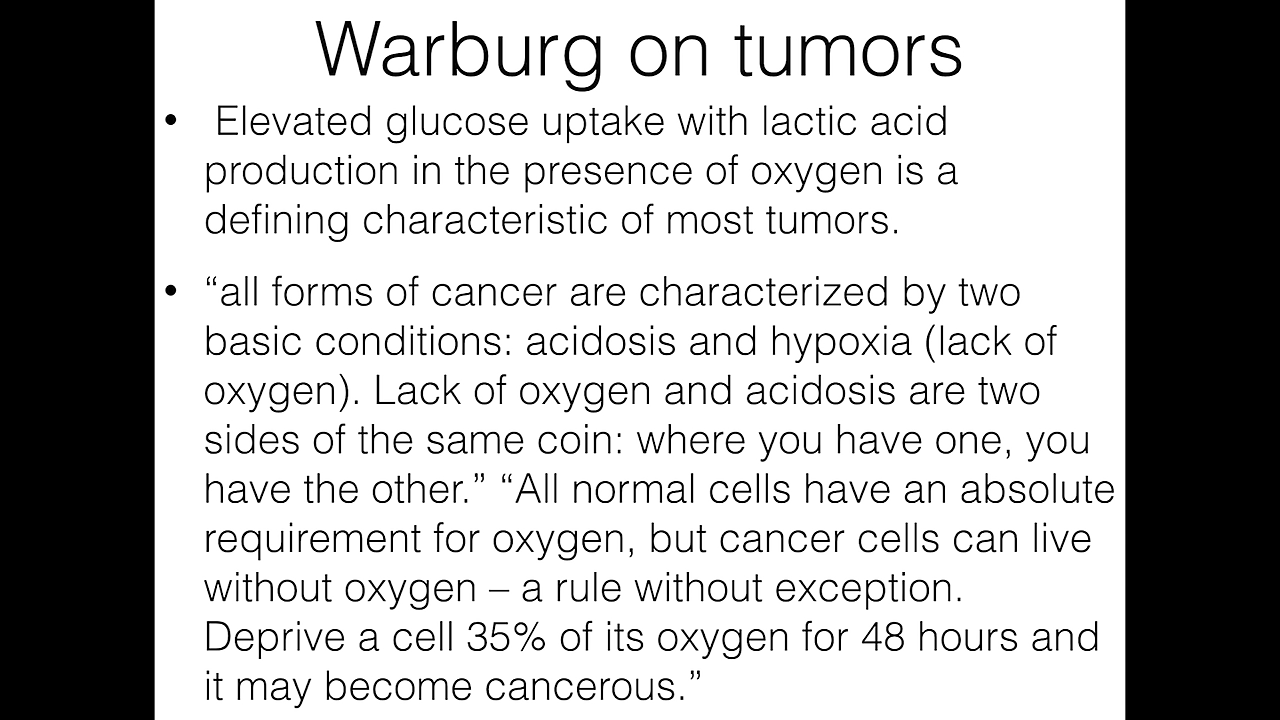 Warburg on tumors
• Elevated glucose uptake with lactic acid
production in the presence of oxygen is a
defining characteristic of most tumors.
• “all forms of cancer are characterized by two
basic conditions: acidosis and hypoxia (lack of
oxygen). Lack of oxygen and acidosis are two
sides of the same coin: where you have one, you
have the other.” “All normal cells have an absolute
requirement for oxygen, but cancer cells can live
without oxygen – a rule without exception.
Deprive a cell 35% of its oxygen for 48 hours and
it may become cancerous.”